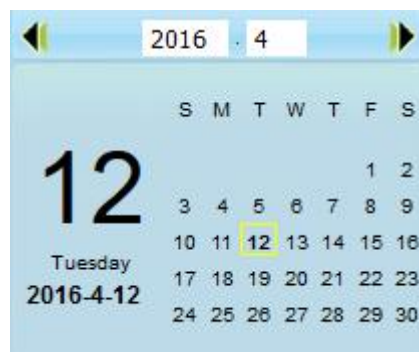 2016 . 4
S M T W T F S
1 2
3 4 5 6 7 8 9
10 11 12 13 14 15 16
17 18 19 20 21 22 23
24 25 26 27 28 29 30
12
Tuesday
2016-4-12